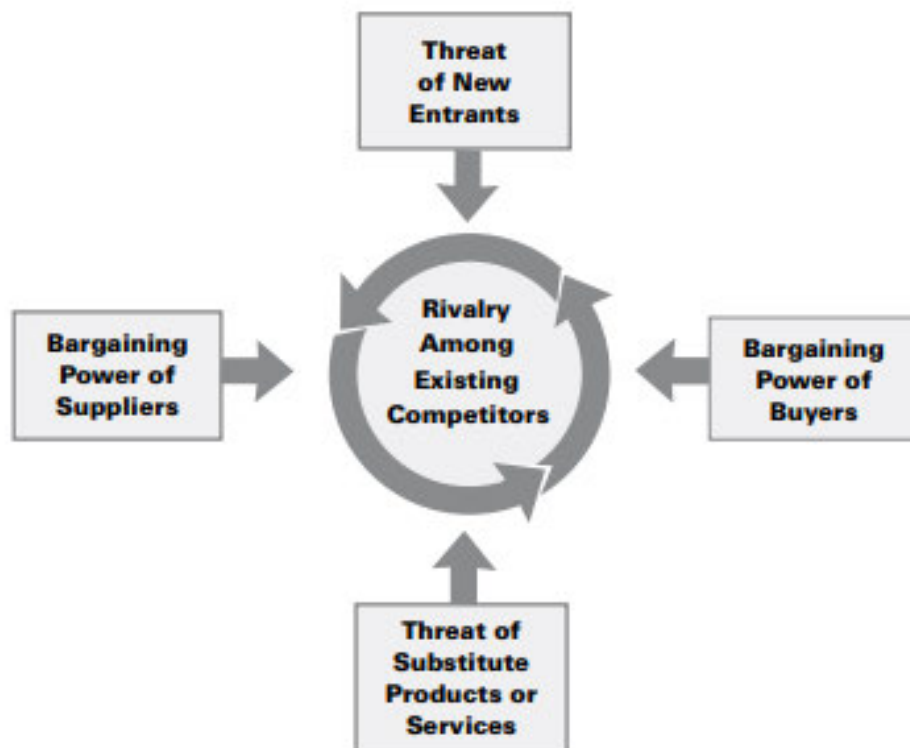 Threat
of New
Entrants
Rivalry
Among
Existing
Competitors
Bargaining
Power of
Suppliers
Bargaining
Power of
Buyers
Threat of
Substitute
Products or
Services